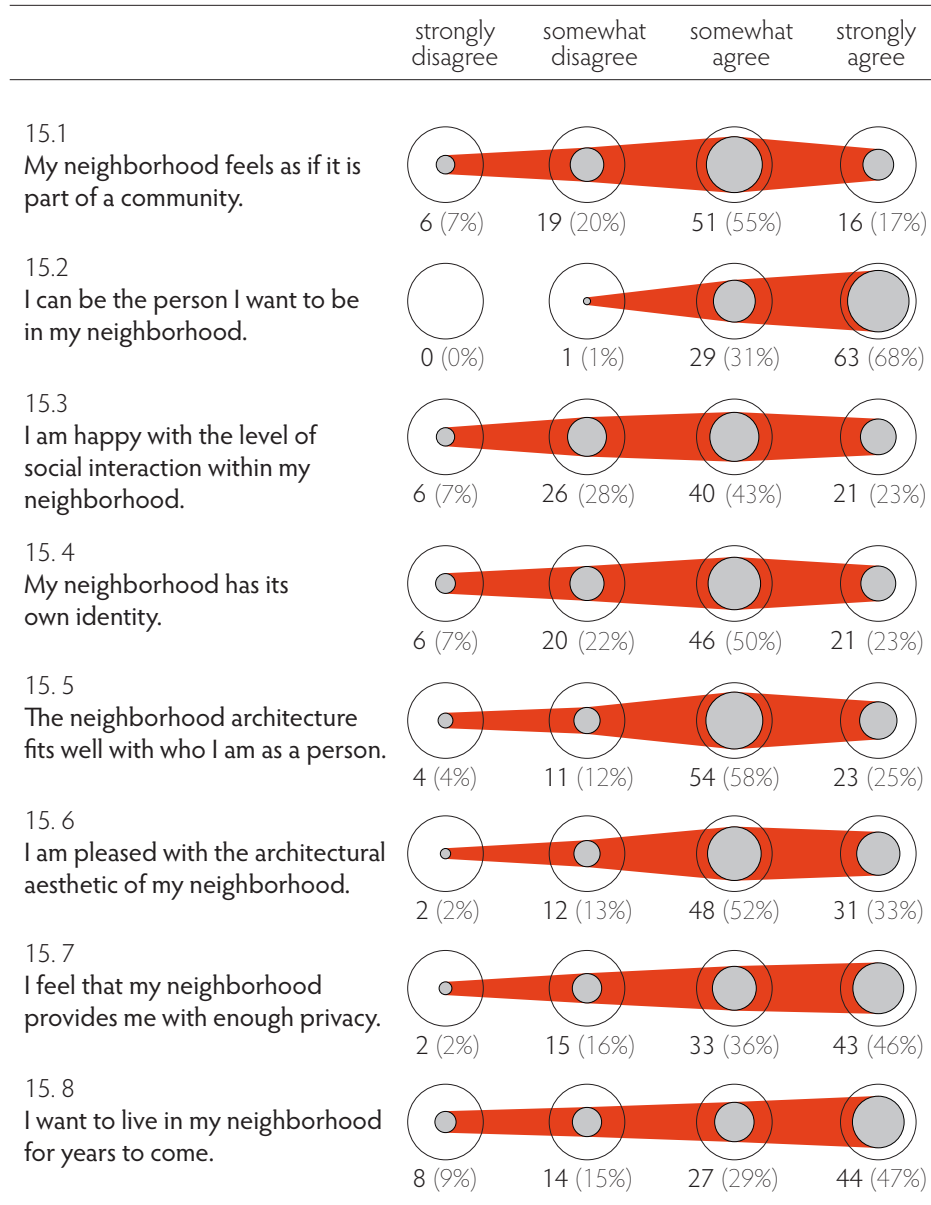 strongly disagree somewhat disagree somewhat agree strongly agree
15.1
My neighborhood feels as if it is
part of a community.
6 (7%) 19 (20%) 51 (55%) 16 (17%)
15.2
I can be the person I want to be
in my neighborhood.
0 (0%) 1 (1%) 29 (31%) 63 (68%)
15.3
I am happy with the level of
social interaction within my
neighborhood.
6 (7%) 26 (28%) 40 (43%) 21 (23%)
15. 4
My neighborhood has its
own identity.
6 (7%) 20 (22%) 46 (50%) 21 (23%)
15. 5
The neighborhood architecture
fits well with who I am as a person.
4 (4%) 11 (12%) 54 (58%) 23 (25%)
15. 6
I am pleased with the architectural
aesthetic of my neighborhood.
2 (2%) 12 (13%) 48 (52%) 31 (33%)
15. 7
I feel that my neighborhood
provides me with enough privacy.
2 (2%) 15 (16%) 33 (36%) 43 (46%)
15. 8
I want to live in my neighborhood
for years to come.
8 (9%) 14 (15%) 27 (29%) 44 (47%)